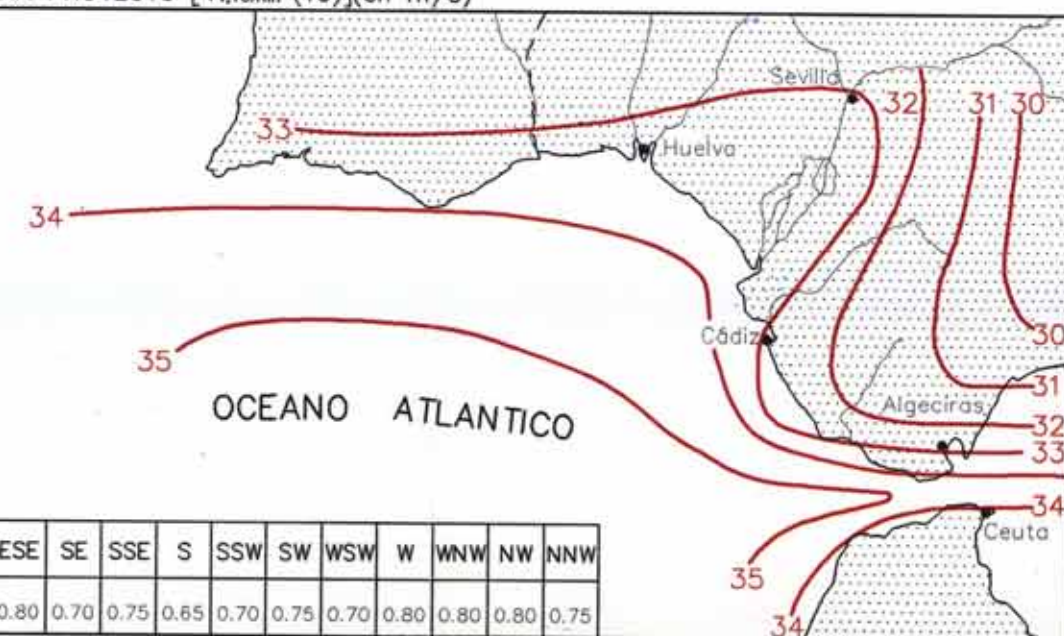 (en m/s)
Sevilla
32 31 30
33
Huelva
34
Cádiz
30
35
31
OCEANO ATLANTICO
Algeciras
32
33
34
Ceuta
35
34
ESE SE SSE S SSW SW WSW W WNW NW NNW
0.80 0.70 0.75 0.65 0.70 0.75 0.70 0.80 0.80 0.80 0.75